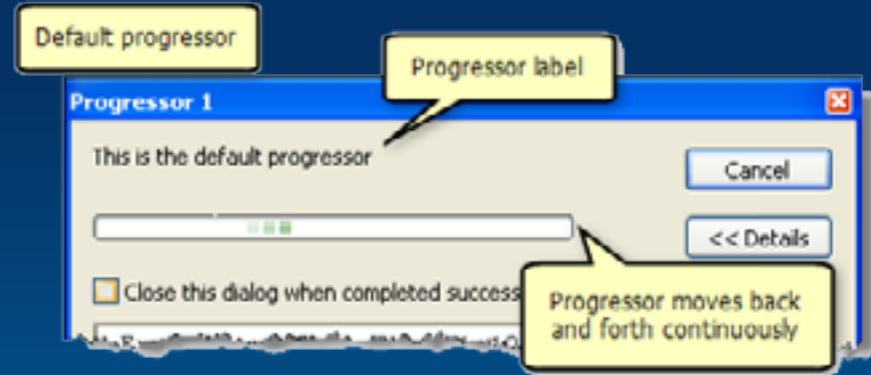 Default progressor
Progressor label
Progressor 1
This is the default progressor
Cancel
<< Details
Close this dialog when completed success
Progressor moves back
and forth continuously